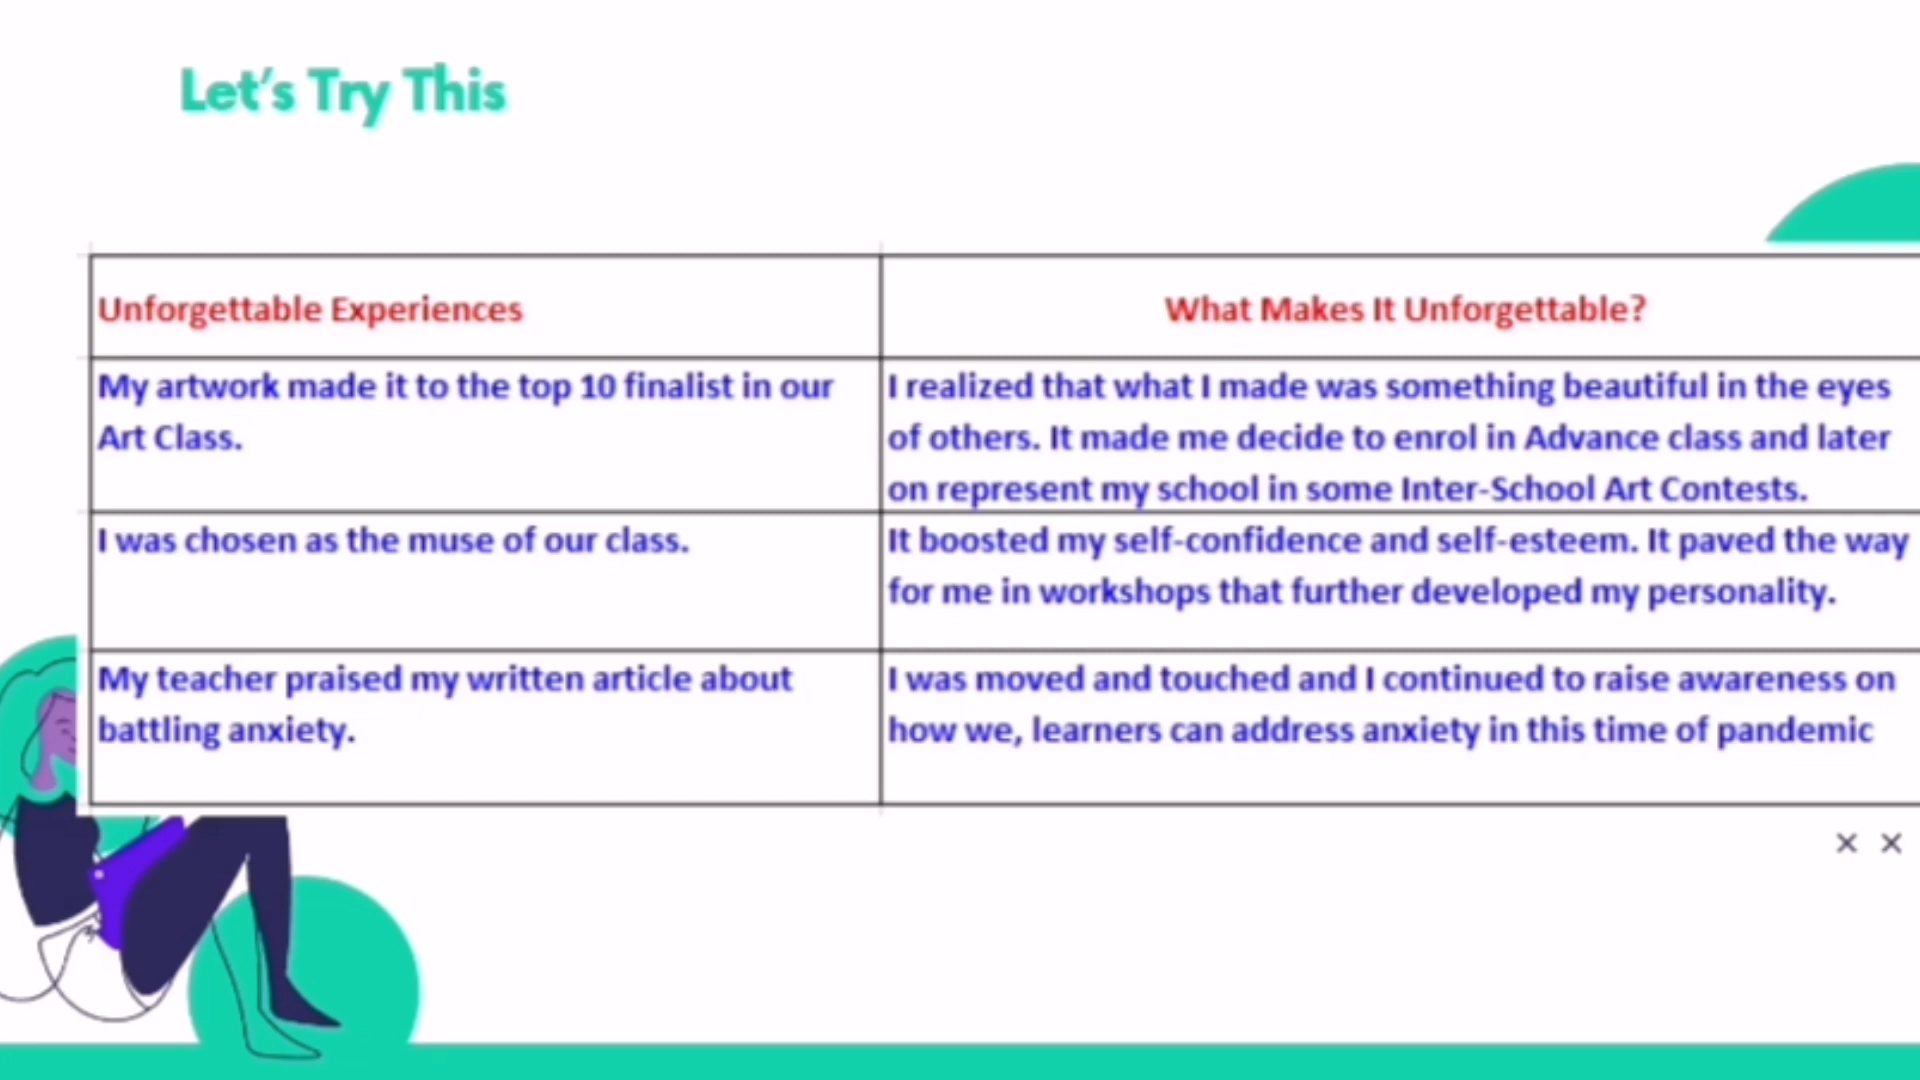 Let's Try This
Unforgettable Experiences
What Makes It Unforgettable?
My artwork made it to the top 10 finalist in our
Art Class.
I realized that what I made was something beautiful in the eyes
of others. It made me decide to enrol in Advance class and later
on represent my school in some Inter-School Art Contests.
I was chosen as the muse of our class.
It boosted my self-confidence and self-esteem. It paved the way
for me in workshops that further developed my personality.
My teacher praised my written article about
battling anxiety.
I was moved and touched and I continued to raise awareness on
how we, learners can address anxiety in this time of pandemic